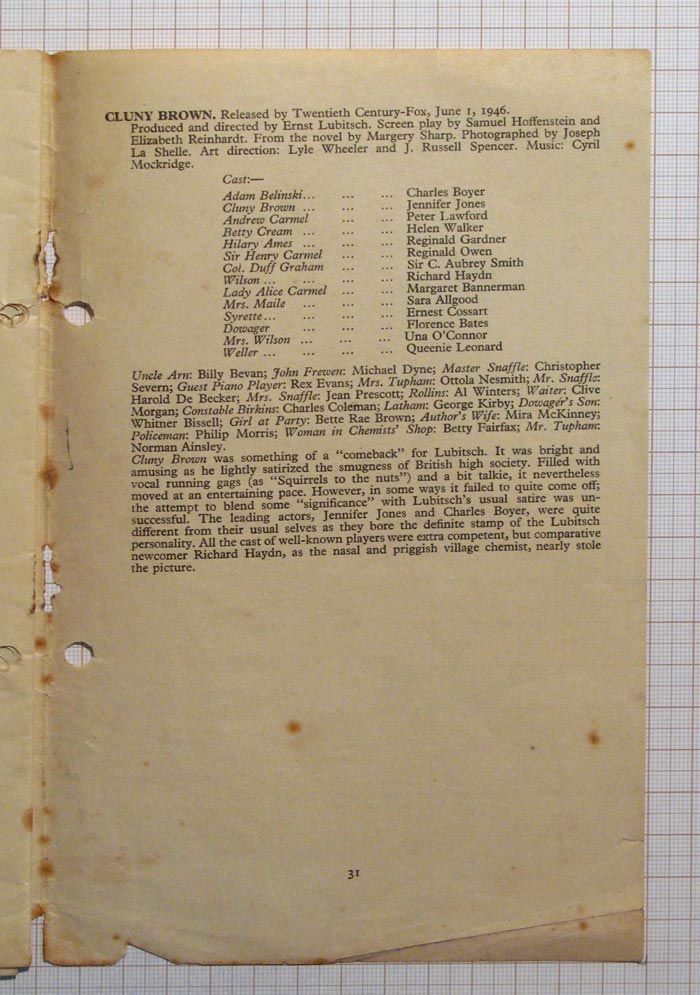 CLUNY BROWN. Released by Twentieth Century-Fox, June 1, 1946.
Produced and directed by Ernst Lubitsch. Screen play by Samuel Hoffenstein and
Elizabeth Reinhardt. From the novel by Margery Sharp. Photographed by Joseph
La Shelle. Art direction: Lyle Wheeler and J. Russell Spencer. Music: Cyril
Mockridge.
Cast:—
Adam Belinski... ... ... Charles Boyer
Cluny Brown ... ... ... Jennifer Jones
Andrew Carmel ... ... Peter Lawford
Betty Cream ... ... ... Helen Walker
Hilary Ames ... ... ... Reginald Gardner
Sir Henry Carmel ... ... Reginald Owen
Col. Duff Graham ... ... Sir C. Aubrey Smith
Wilson ... ... ... Richard Haydn
Lady Alice Carmel ... ... Margaret Bannerman
Mrs. Maile ... ... ... Sara Allgood
Syrette... ... ... Ernest Cossart
Dowager ... ... ... Florence Bates
Mrs. Wilson ... ... ... Una O'Connor
Weller ... ... ... Queenie Leonard
Uncle Arn: Billy Bevan; John Frewen: Michael Dyne; Master Snaffle: Christopher
Severn; Guest Piano Player: Rex Evans; Mrs. Tupham: Ottola Nesmith; Mr. Snaffle:
Harold De Becker; Mrs. Snaffle: Jean Prescott; Rollins: Al Winters; Waiter: Clive
Morgan; Constable Birkins: Charles Coleman; Latham: George Kirby; Dowager's Son:
Whitner Bissell; Girl at Party: Bette Rae Brown; Author's Wife: Mira McKinney;
Policeman: Philip Morris; Woman in Chemists' Shop: Betty Fairfax; Mr. Tupham:
Norman Ainsley.
Cluny Brown was something of a "comeback" for Lubitsch. It was bright and
amusing as he lightly satirized the smugness of British high society. Filled with
vocal running gags (as "Squirrels to the nuts") and a bit talkie, it nevertheless
moved at an entertaining pace. However, in some ways it failed to quite come off;
the attempt to blend some "significance" with Lubitsch's usual satire was un-
successful. The leading actors, Jennifer Jones and Charles Boyer, were quite
different from their usual selves as they bore the definite stamp of the Lubitsch
personality. All the cast of well-known players were extra competent, but comparative
newcomer Richard Haydn, as the nasal and priggish village chemist, nearly stole
the picture.
31